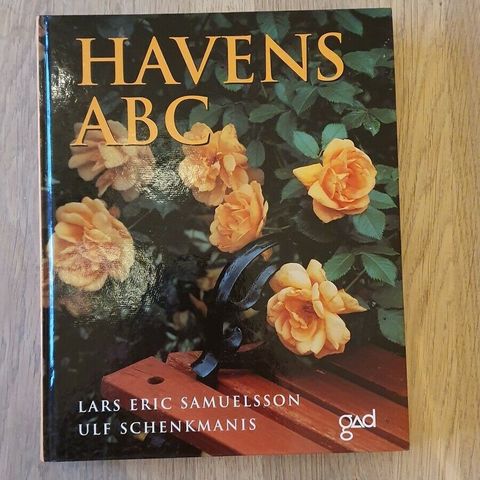 HAVENS
ABC
LARS ERIC SAMUELSSON
ULF SCHENKMANIS
gad